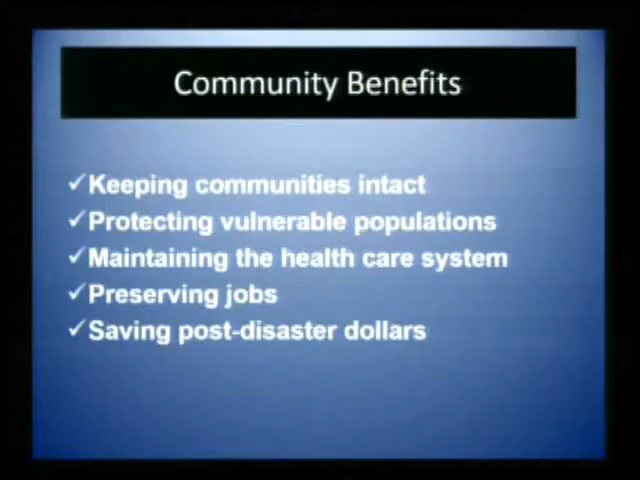 Community Benefits
✓Keeping communities intact
✓Protecting vulnerable populations
✓Maintaining the health care system
✓Preserving jobs
✓Saving post-disaster dollars